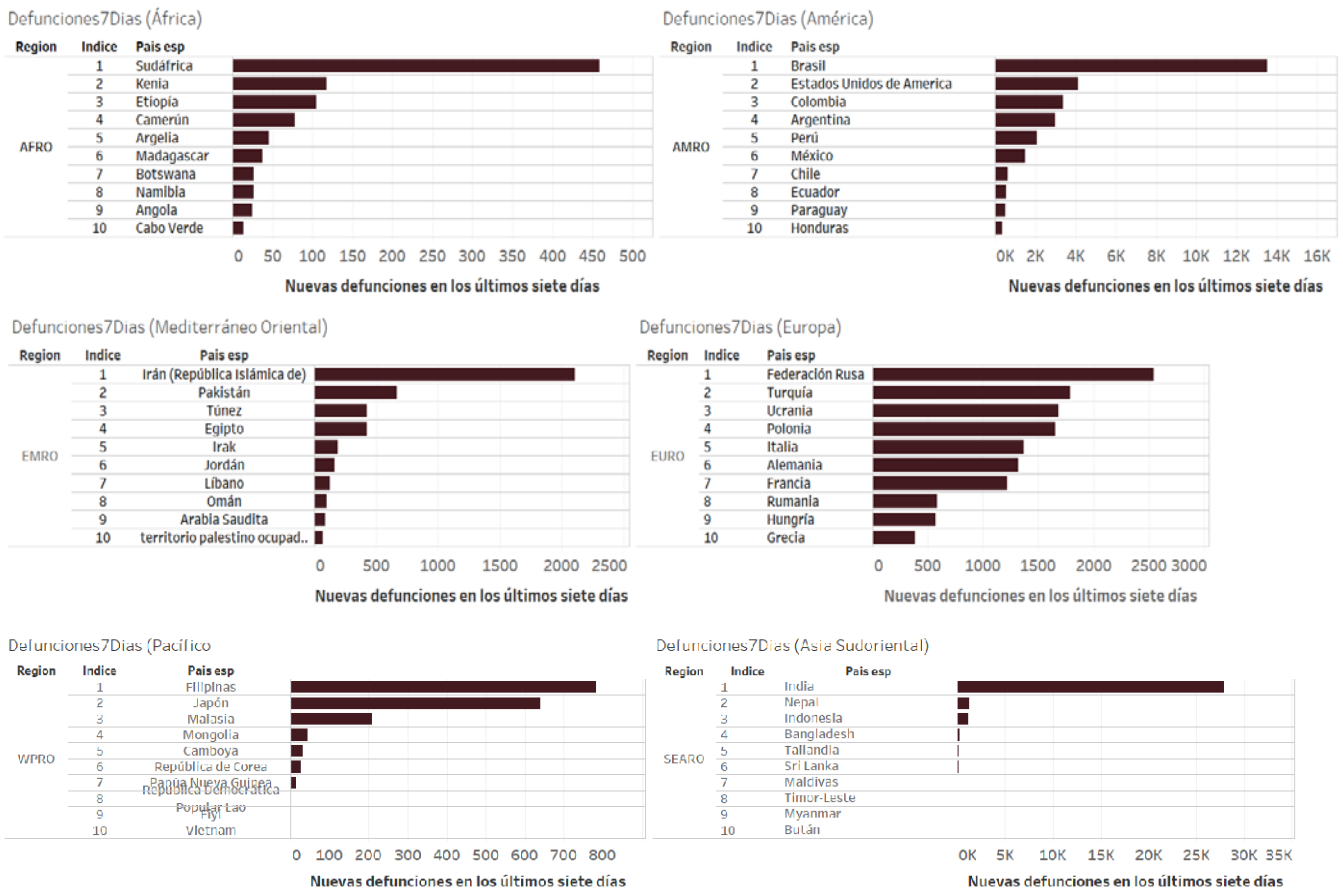 Defunciones7Dias (África)
Region Indice Pais esp
1 Sudáfrica
2 Kenia
3 Etiopía
4 Camerún
5 Argelia
AFRO
6 Madagascar
7 Botswana
8 Namibia
9 Angola
10 Cabo Verde
0 50 100 150 200 250 300 350 400 450 500
Nuevas defunciones en los últimos siete días
Defunciones7Dias (América)
Region Indice Pais esp
1 Brasil
2 Estados Unidos de America
3 Colombia
4 Argentina
5 Perú
AMRO
6 México
7 Chile
8 Ecuador
9 Paraguay
10 Honduras
0K 2K 4K 6K 8K 10K 12K 14K 16K
Nuevas defunciones en los últimos siete días
Defunciones7Dias (Mediterráneo Oriental)
Region Indice Pais esp
1 Irán (República Islámica de)
2 Pakistán
3 Túnez
4 Egipto
5 Irak
EMRO
6 Jordán
7 Líbano
8 Omán
9 Arabia Saudita
10 territorio palestino ocupad..
0 500 1000 1500 2000 2500
Nuevas defunciones en los últimos siete días
Defunciones7Dias (Europa)
Region Indice Pais esp
1 Federación Rusa
2 Turquía
3 Ucrania
4 Polonia
5 Italia
EURO
6 Alemania
7 Francia
8 Rumania
9 Hungría
10 Grecia
0 500 1000 1500 2000 2500 3000
Nuevas defunciones en los últimos siete días
Defunciones7Dias (Pacífico
Region Indice Pais esp
1 Filipinas
2 Japón
3 Malasia
4 Mongolia
5 Camboya
WPRO
6 República de Corea
7 Papúa Nueva Guinea
República Democrática
8
Popular Lao
9 Fiyi
10 Vietnam
0 100 200 300 400 500 600 700 800
Nuevas defunciones en los últimos siete días
Defunciones7Dias (Asia Sudoriental)
Region Indice Pais esp
1 India
2 Nepal
3 Indonesia
4 Bangladesh
5 Tailandia
SEARO
6 Sri Lanka
7 Maldivas
8 Timor-Leste
9 Myanmar
10 Bután
0K 5K 10K 15K 20K 25K 30K 35K
Nuevas defunciones en los últimos siete días